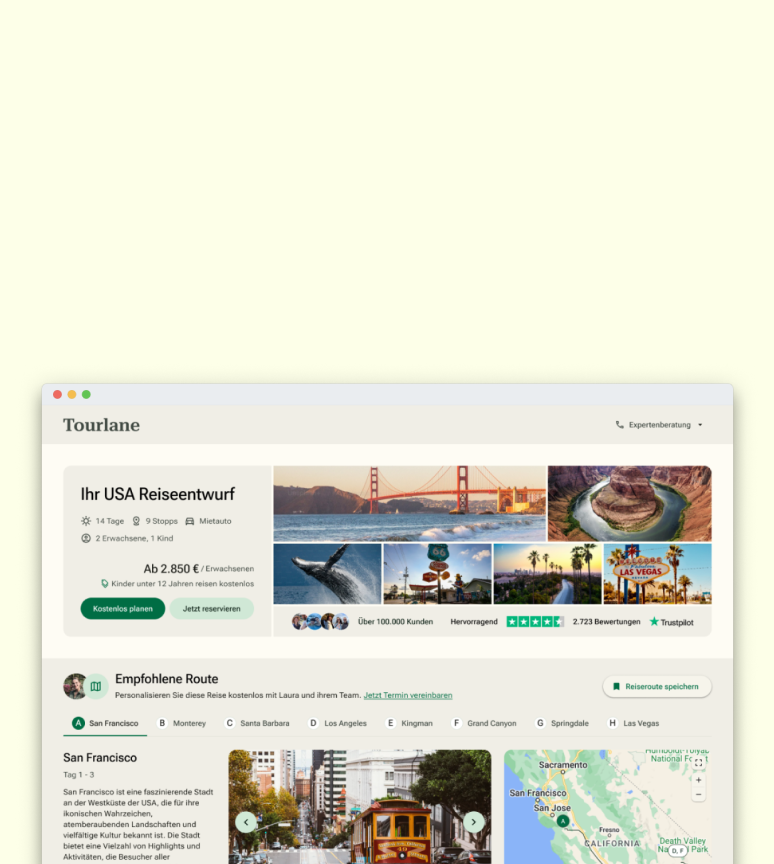 Tourlane
Expertenberatung
Ihr USA Reiseentwurf
14 Tage 9 Stopps Mietauto
2 Erwachsene, 1 Kind
Ab 2.850 € / Erwachsenen
Kinder unter 12 Jahren reisen kostenlos
Kostenlos planen Jetzt reservieren
66
WELCOME
LAS VEGAS
Über 100.000 Kunden Hervorragend 2.723 Bewertungen Trustpilot
Empfohlene Route
Personalisieren Sie diese Reise kostenlos mit Laura und ihrem Team. Jetzt Termin vereinbaren
Reiseroute speichern
A San Francisco B Monterey C Santa Barbara D Los Angeles E Kingman F Grand Canyon G Springdale H Las Vegas
San Francisco
Tag 1 - 3
San Francisco ist eine faszinierende Stadt
an der Westküste der USA, die für ihre
ikonischen Wahrzeichen,
atemberaubenden Landschaften und
vielfältige Kultur bekannt ist. Die Stadt
bietet eine Vielzahl von Highlights und
Aktivitäten, die Besucher aller
Humboldt-Toiyabe
National Forest
Sacramento
San Francisco
San Jose
A
Fresno
CALIFORNIA
Death Valley
National Park
D, F
+
−